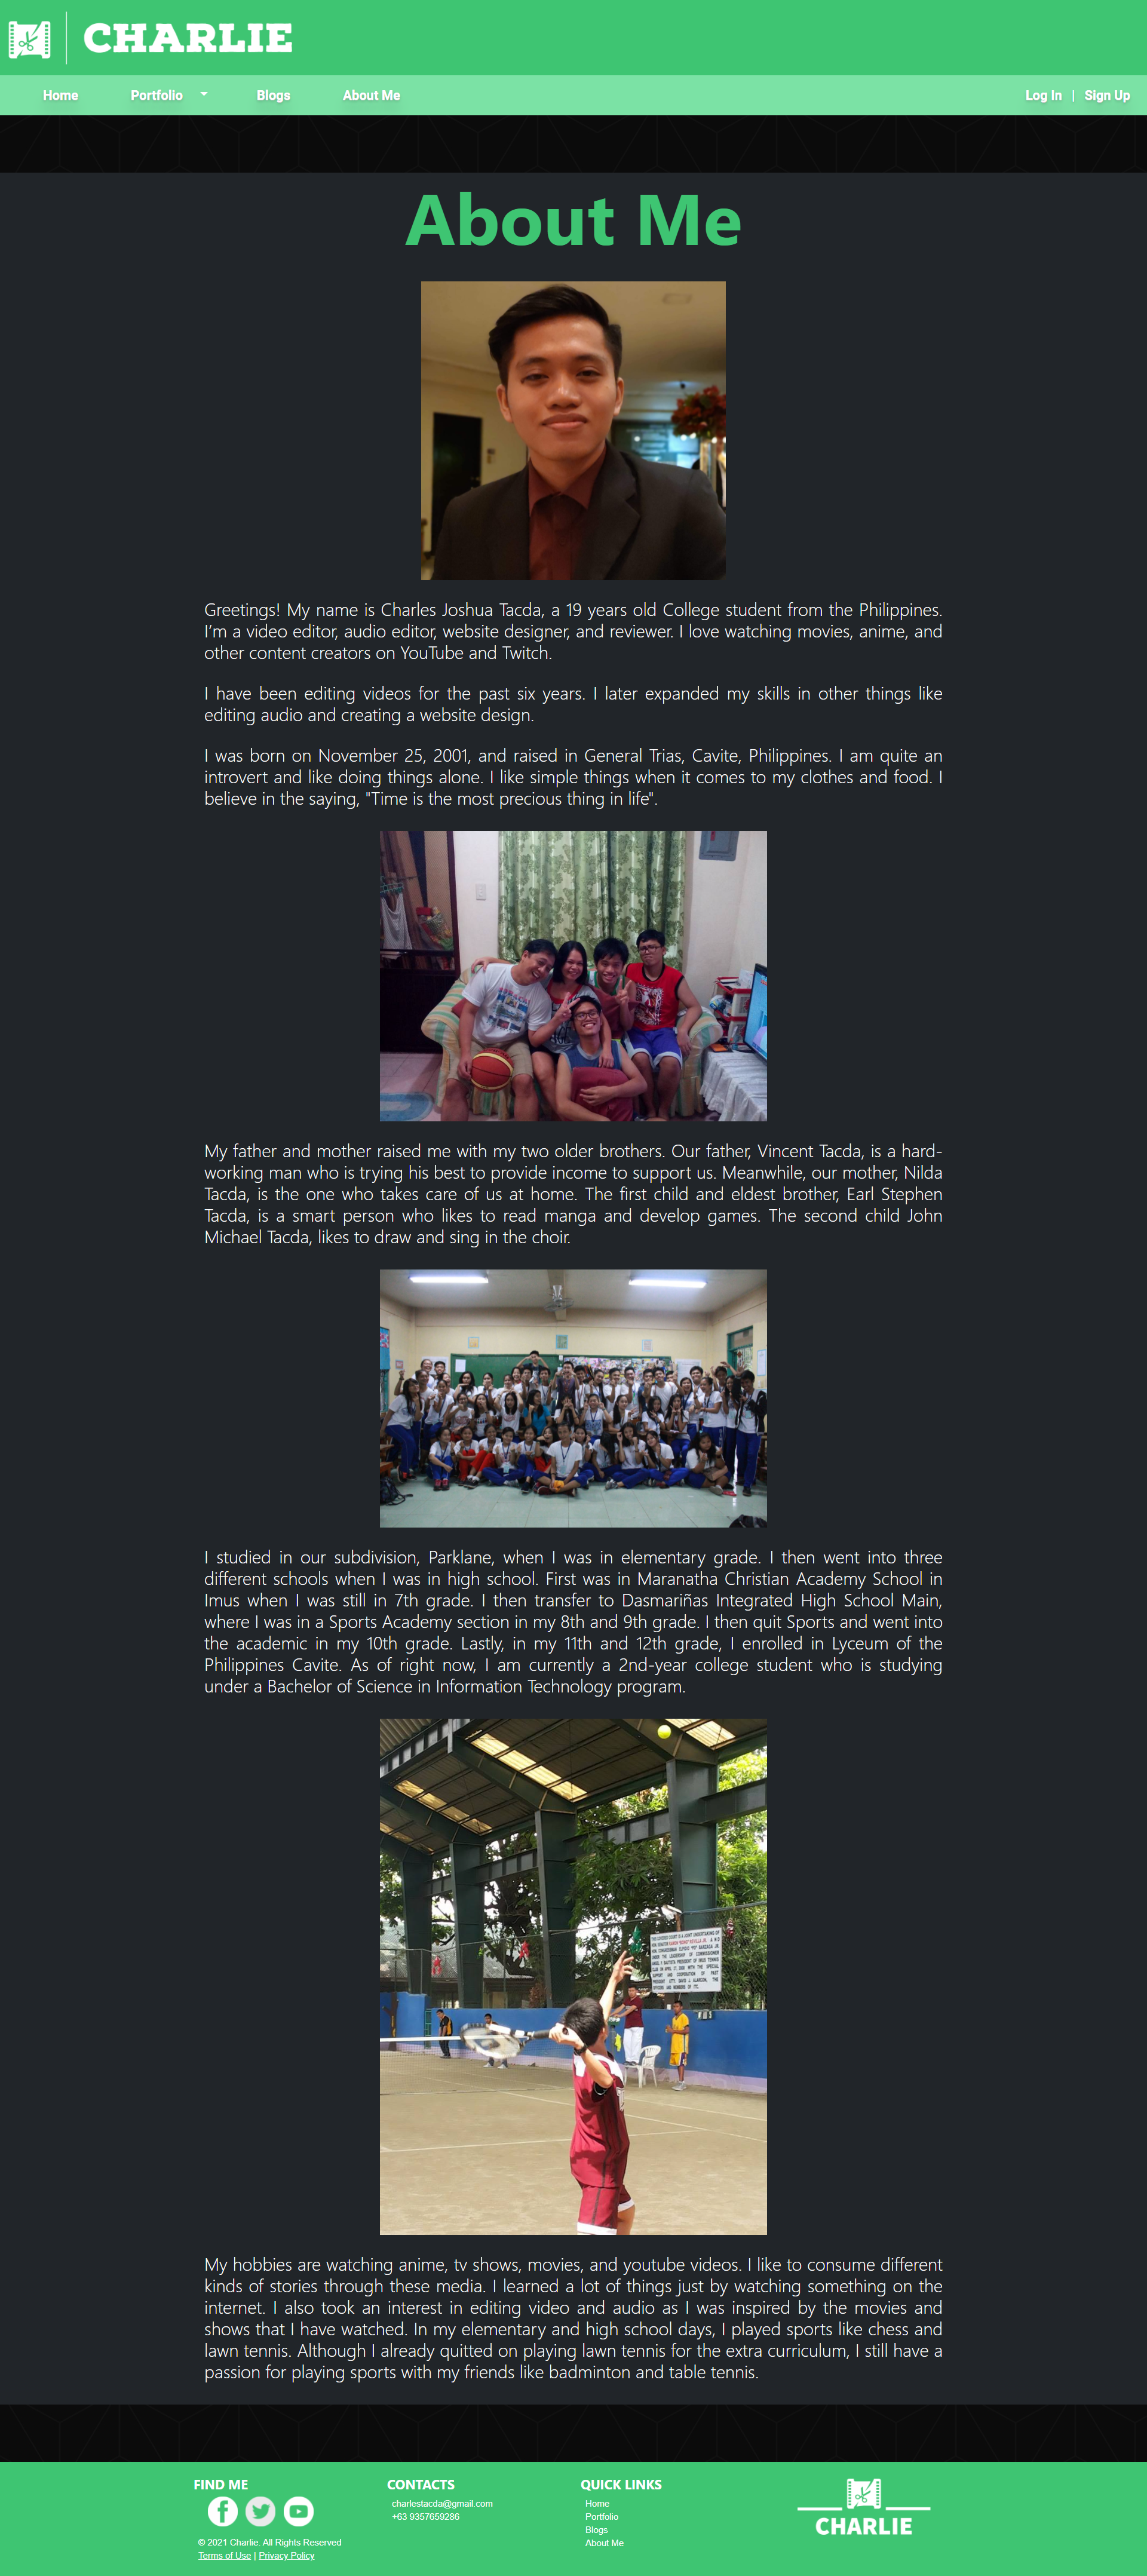 CHARLIE
Home Portfolio Blogs About Me Log In | Sign Up
About Me
Greetings! My name is Charles Joshua Tacda, a 19 years old College student from the Philippines.
I'm a video editor, audio editor, website designer, and reviewer. I love watching movies, anime, and
other content creators on YouTube and Twitch.
I have been editing videos for the past six years. I later expanded my skills in other things like
editing audio and creating a website design.
I was born on November 25, 2001, and raised in General Trias, Cavite, Philippines. I am quite an
introvert and like doing things alone. I like simple things when it comes to my clothes and food. I
believe in the saying, "Time is the most precious thing in life".
My father and mother raised me with my two older brothers. Our father, Vincent Tacda, is a hard-
working man who is trying his best to provide income to support us. Meanwhile, our mother, Nilda
Tacda, is the one who takes care of us at home. The first child and eldest brother, Earl Stephen
Tacda, is a smart person who likes to read manga and develop games. The second child John
Michael Tacda, likes to draw and sing in the choir.
I studied in our subdivision, Parklane, when I was in elementary grade. I then went into three
different schools when I was in high school. First was in Maranatha Christian Academy School in
Imus when I was still in 7th grade. I then transfer to Dasmariñas Integrated High School Main,
where I was in a Sports Academy section in my 8th and 9th grade. I then quit Sports and went into
the academic in my 10th grade. Lastly, in my 11th and 12th grade, I enrolled in Lyceum of the
Philippines Cavite. As of right now, I am currently a 2nd-year college student who is studying
under a Bachelor of Science in Information Technology program.
My hobbies are watching anime, tv shows, movies, and youtube videos. I like to consume different
kinds of stories through these media. I learned a lot of things just by watching something on the
internet. I also took an interest in editing video and audio as I was inspired by the movies and
shows that I have watched. In my elementary and high school days, I played sports like chess and
lawn tennis. Although I already quitted on playing lawn tennis for the extra curriculum, I still have a
passion for playing sports with my friends like badminton and table tennis.
FIND ME
© 2021 Charlie. All Rights Reserved
Terms of Use | Privacy Policy
CONTACTS
charlestacda@gmail.com
+63 9357659286
QUICK LINKS
Home
Portfolio
Blogs
About Me
CHARLIE